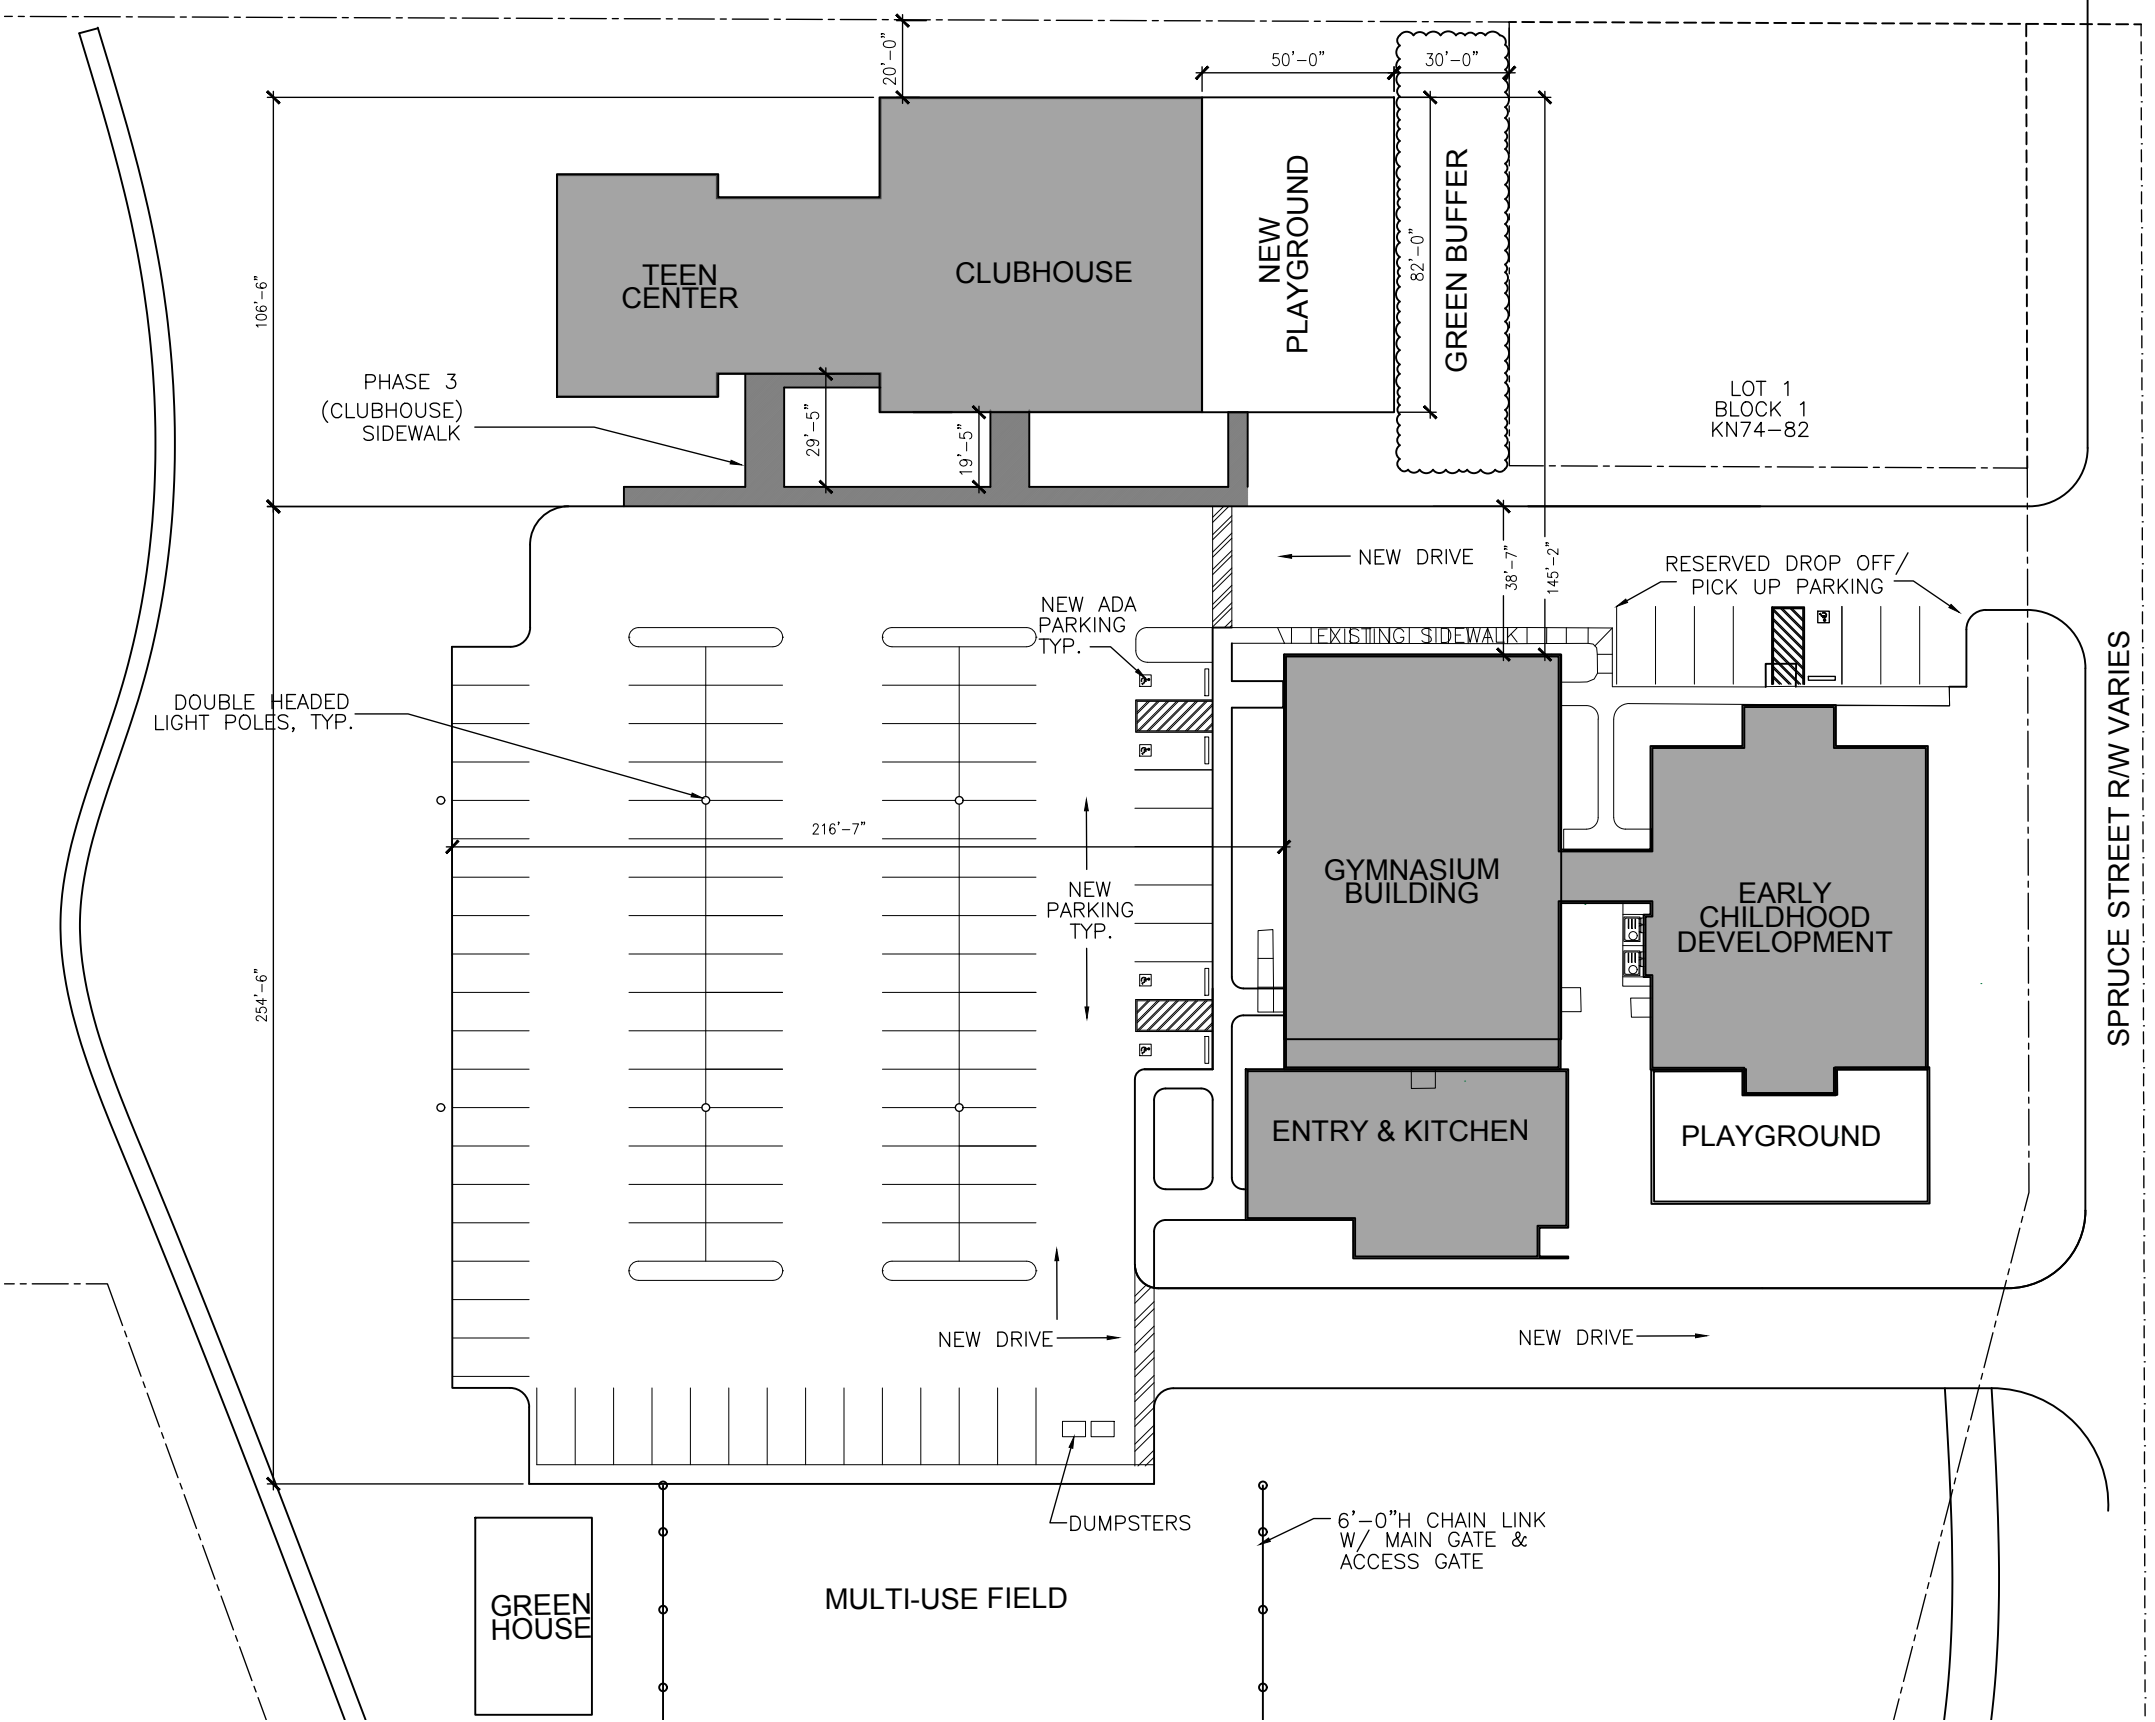 20'-0"
50'-0"
30'-0"
106'-6"
TEEN
CENTER
CLUBHOUSE
NEW
PLAYGROUND
82'-0"
GREEN BUFFER
PHASE 3
(CLUBHOUSE)
SIDEWALK
29'-5"
19'-5"
LOT 1
BLOCK 1
KN74-82
NEW DRIVE
38'-7"
145'-2"
RESERVED DROP OFF/
PICK UP PARKING
NEW ADA
PARKING
TYP.
EXISTING SIDEWALK
DOUBLE HEADED
LIGHT POLES, TYP.
216'-7"
NEW
PARKING
TYP.
GYMNASIUM
BUILDING
EARLY
CHILDHOOD
DEVELOPMENT
SPRUCE STREET R/W VARIES
254'-6"
ENTRY & KITCHEN
PLAYGROUND
NEW DRIVE
NEW DRIVE
DUMPSTERS
6'-0"H CHAIN LINK
W/ MAIN GATE &
ACCESS GATE
GREEN
HOUSE
MULTI-USE FIELD